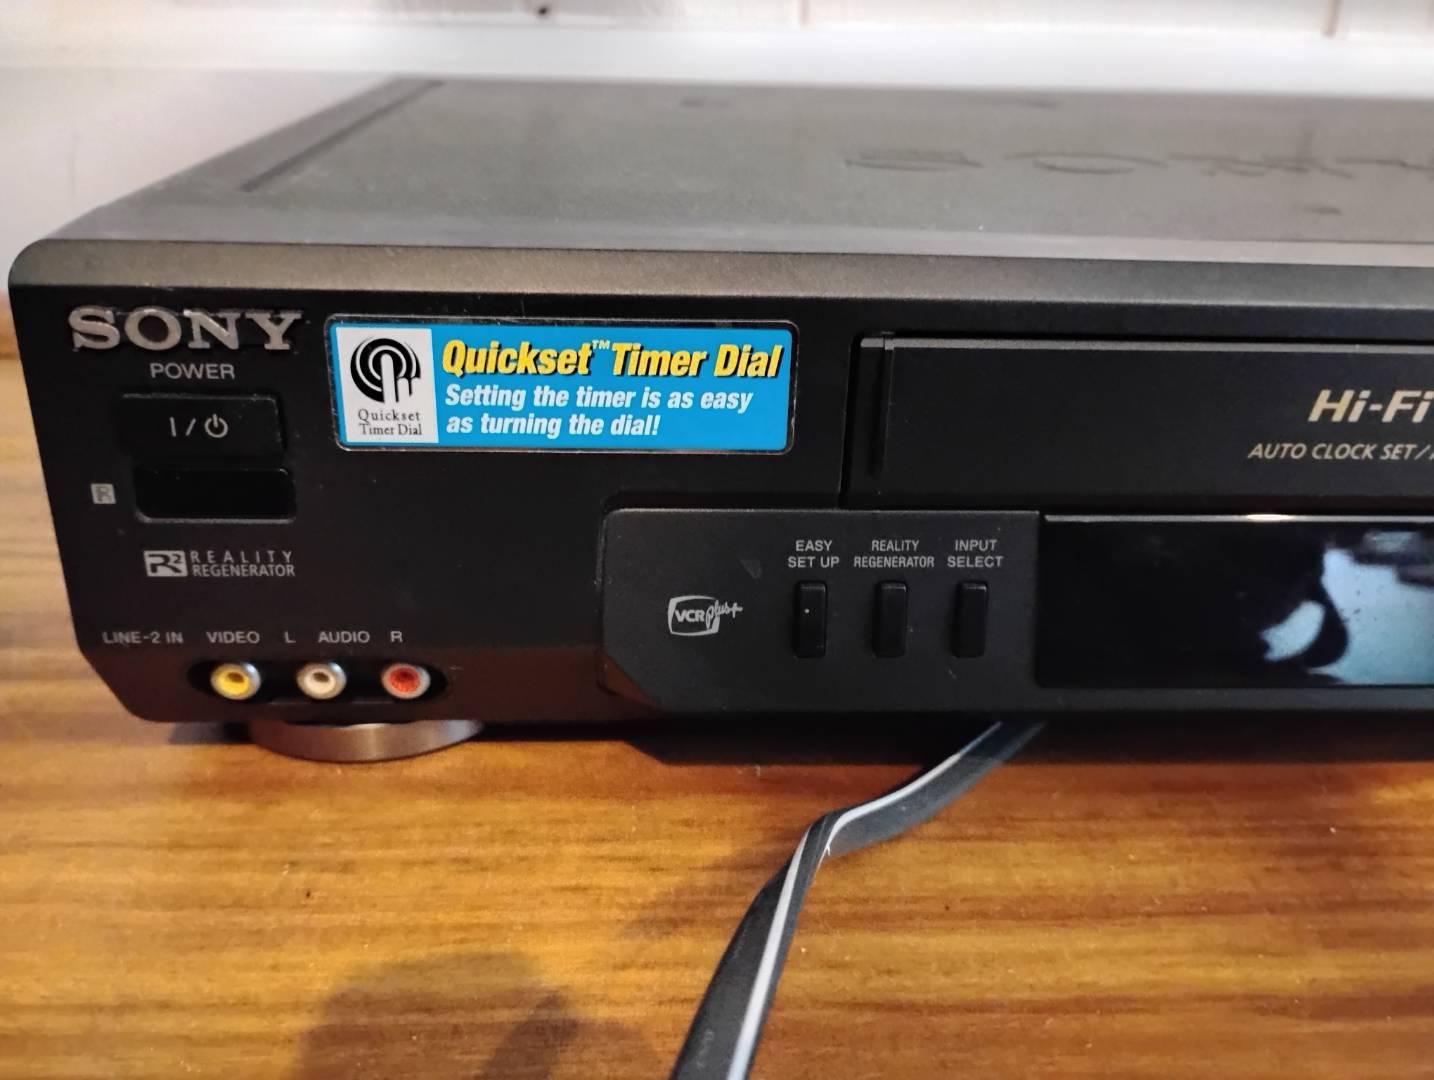 SONY
POWER
I/⏻
Quickset™ Timer Dial
Setting the timer is as easy
as turning the dial!
Quickset
Timer Dial
Hi-Fi
AUTO CLOCK SET/
R
R2 REALITY
REGENERATOR
EASY
SET UP
REALITY
REGENERATOR
INPUT
SELECT
VCR plus+
LINE-2 IN VIDEO L AUDIO R
SONY